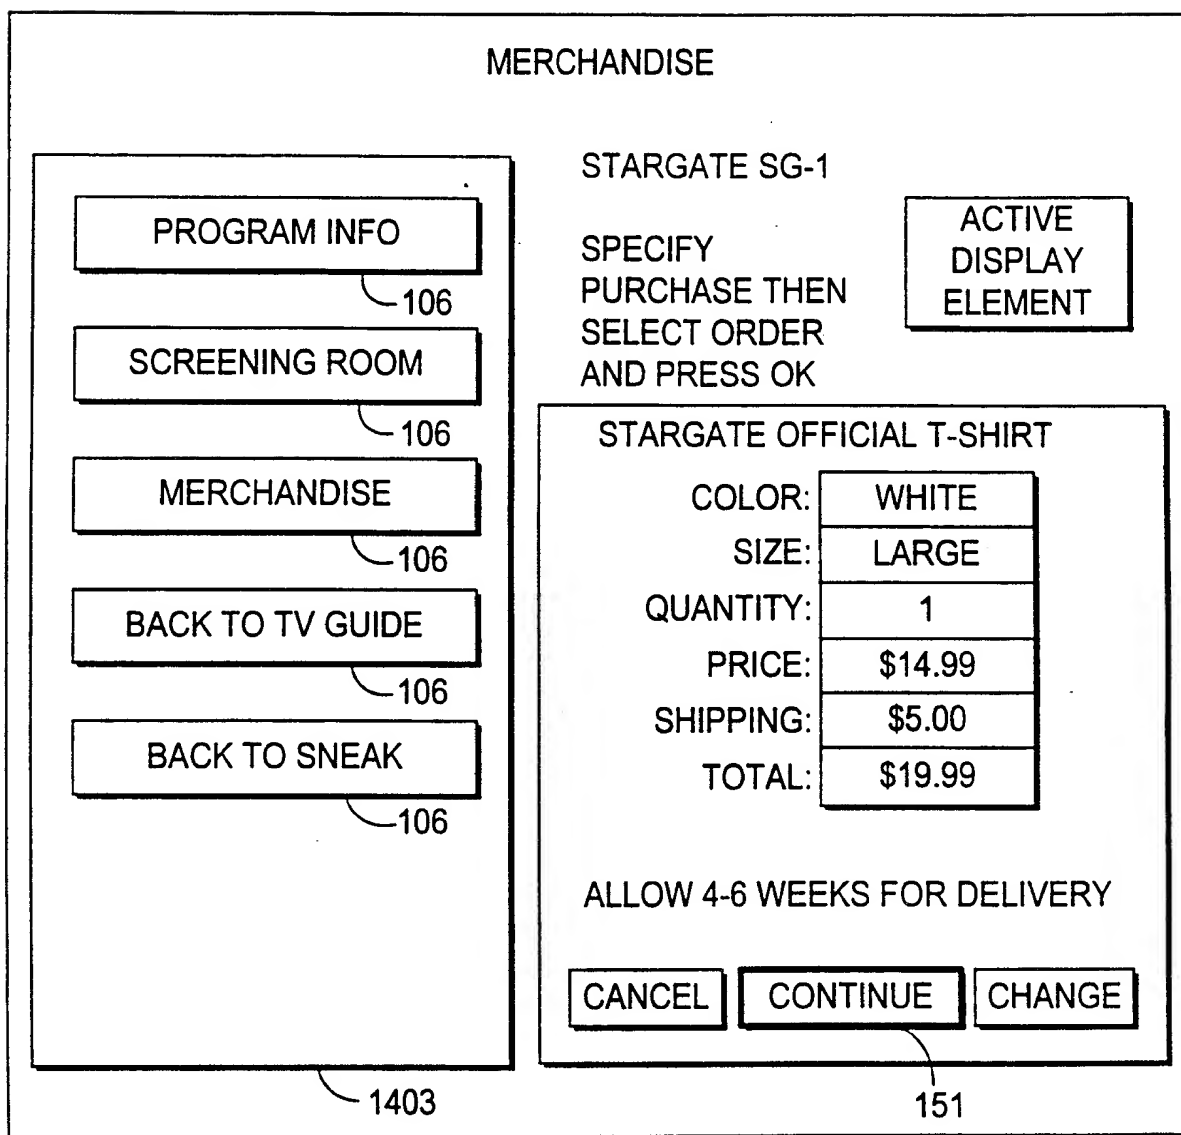 MERCHANDISE
PROGRAM INFO
106
SCREENING ROOM
106
MERCHANDISE
106
BACK TO TV GUIDE
106
BACK TO SNEAK
106
1403
STARGATE SG-1
SPECIFY
PURCHASE THEN
SELECT ORDER
AND PRESS OK
ACTIVE
DISPLAY
ELEMENT
STARGATE OFFICIAL T-SHIRT
COLOR: WHITE
SIZE: LARGE
QUANTITY: 1
PRICE: $14.99
SHIPPING: $5.00
TOTAL: $19.99
ALLOW 4-6 WEEKS FOR DELIVERY
CANCEL CONTINUE CHANGE
151